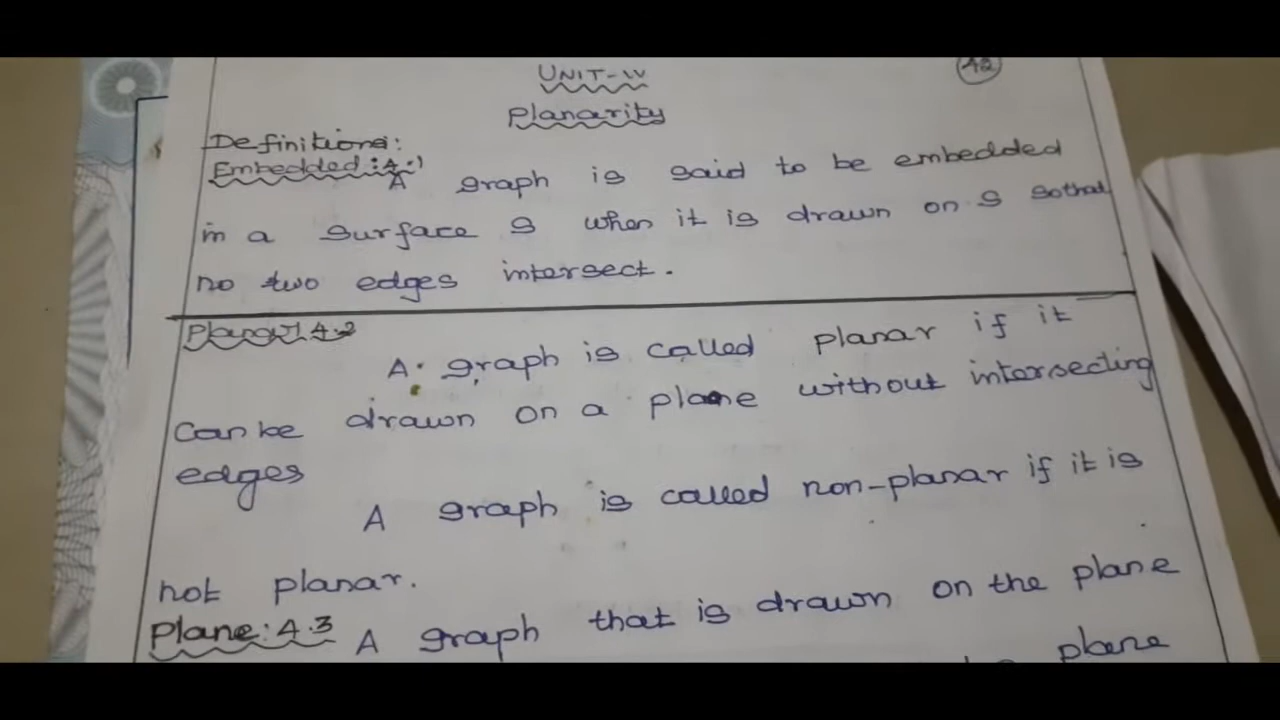 UNIT-IV
42
Planarity
Definitions:
Embedded: 4.1
A graph is said to be embedded
in a surface S when it is drawn on S sothat
no two edges intersect.
Planar 4.2
A. graph is called planar if it
can be drawn on a plane without intersecting
edges
A graph is called non-planar if it is
not planar.
Plane: 4.3
A graph that is drawn on the plane
plane